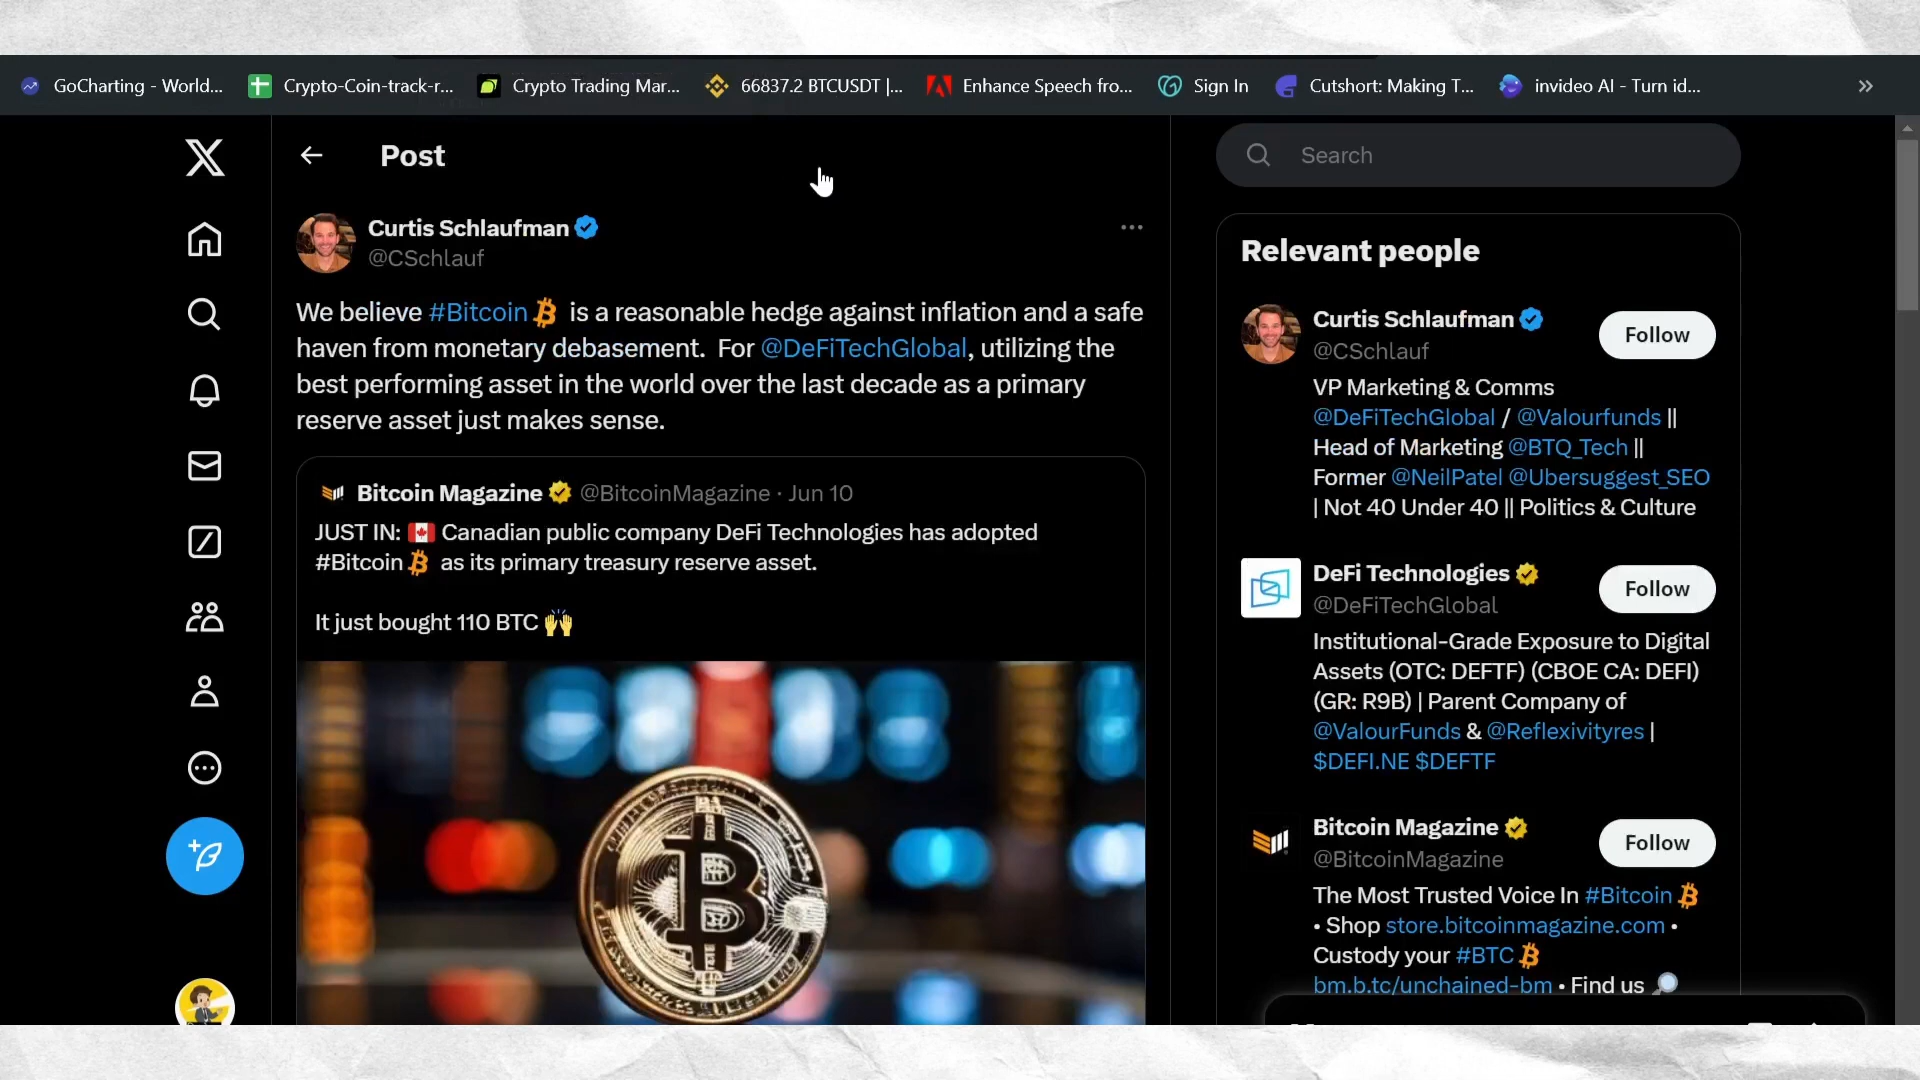 GoCharting - World...
Crypto-Coin-track-r...
Crypto Trading Mar...
66837.2 BTCUSDT |...
Enhance Speech fro...
Sign In
Cutshort: Making T...
invideo AI - Turn id...
Post
Curtis Schlaufman
@CSchlauf
We believe #Bitcoin is a reasonable hedge against inflation and a safe
haven from monetary debasement. For @DeFiTechGlobal, utilizing the
best performing asset in the world over the last decade as a primary
reserve asset just makes sense.
Bitcoin Magazine @BitcoinMagazine · Jun 10
JUST IN: 🇨🇦 Canadian public company DeFi Technologies has adopted
#Bitcoin as its primary treasury reserve asset.
It just bought 110 BTC 🙌
Search
Relevant people
Curtis Schlaufman
@CSchlauf
Follow
VP Marketing & Comms
@DeFiTechGlobal / @Valourfunds ||
Head of Marketing @BTQ_Tech ||
Former @NeilPatel @Ubersuggest_SEO
| Not 40 Under 40 || Politics & Culture
DeFi Technologies
@DeFiTechGlobal
Follow
Institutional-Grade Exposure to Digital
Assets (OTC: DEFTF) (CBOE CA: DEFI)
(GR: R9B) | Parent Company of
@ValourFunds & @Reflexivityres |
$DEFI.NE $DEFTF
Bitcoin Magazine
@BitcoinMagazine
Follow
The Most Trusted Voice In #Bitcoin
• Shop store.bitcoinmagazine.com •
Custody your #BTC
bm.b.tc/unchained-bm • Find us 🔎